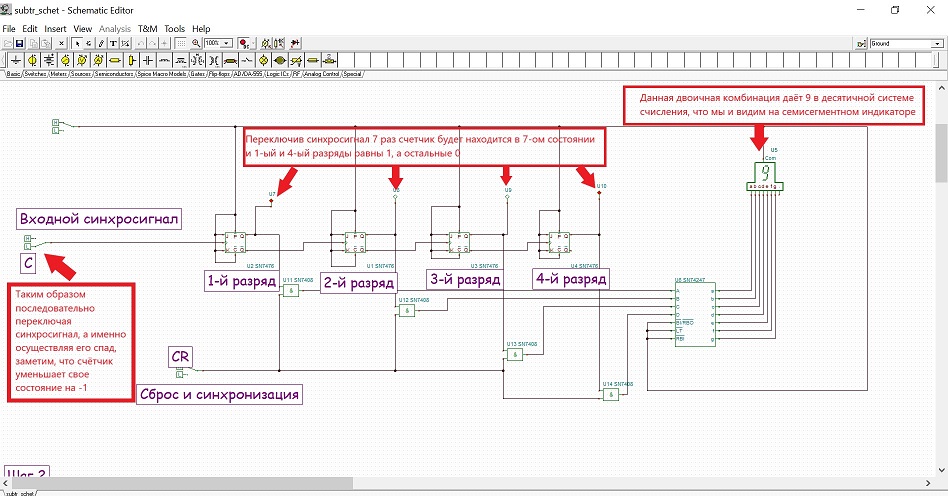 subtr_schet - Schematic Editor
File Edit Insert View Analysis T&M Tools Help
100%
Ground
Basic Switches Meters Sources Semiconductors Spice Macro Models Gates Flip-flops AD/DA-555 Logic ICs RF Analog Control Special
Данная двоичная комбинация даёт 9 в десятичной системе
счисления, что мы и видим на семисегментном индикаторе
Переключив синхросигнал 7 раз счетчик будет находится в 7-ом состоянии
и 1-ый и 4-ый разряды равны 1, а остальные 0
H
L
U5
Com
9
a b c d e f g
U7
U9
U10
Входной синхросигнал
H
L
C
J P Q
J P Q
J P Q
J P Q
U2 SN7476
U1 SN7476
U3 SN7476
U4 SN7476
1-й разряд
2-й разряд
3-й разряд
4-й разряд
U11 SN7408
&
U12 SN7408
&
U13 SN7408
&
U14 SN7408
&
U6 SN74247
A a
B b
C c
D d
BI/RBO e
LT f
RBI g
Таким образом
последовательно
переключая
синхросигнал, а именно
осуществляя его спад,
заметим, что счётчик
уменьшает свое
состояние на -1
CR
L
Сброс и синхронизация
Шаг 2
subtr_schet